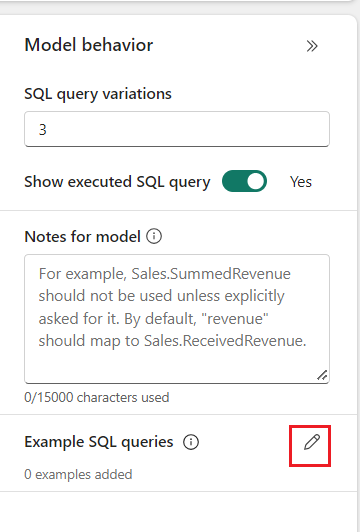 Model behavior
SQL query variations
3
Show executed SQL query Yes
Notes for model
For example, Sales.SummedRevenue
should not be used unless explicitly
asked for it. By default, "revenue"
should map to Sales.ReceivedRevenue.
0/15000 characters used
Example SQL queries
0 examples added